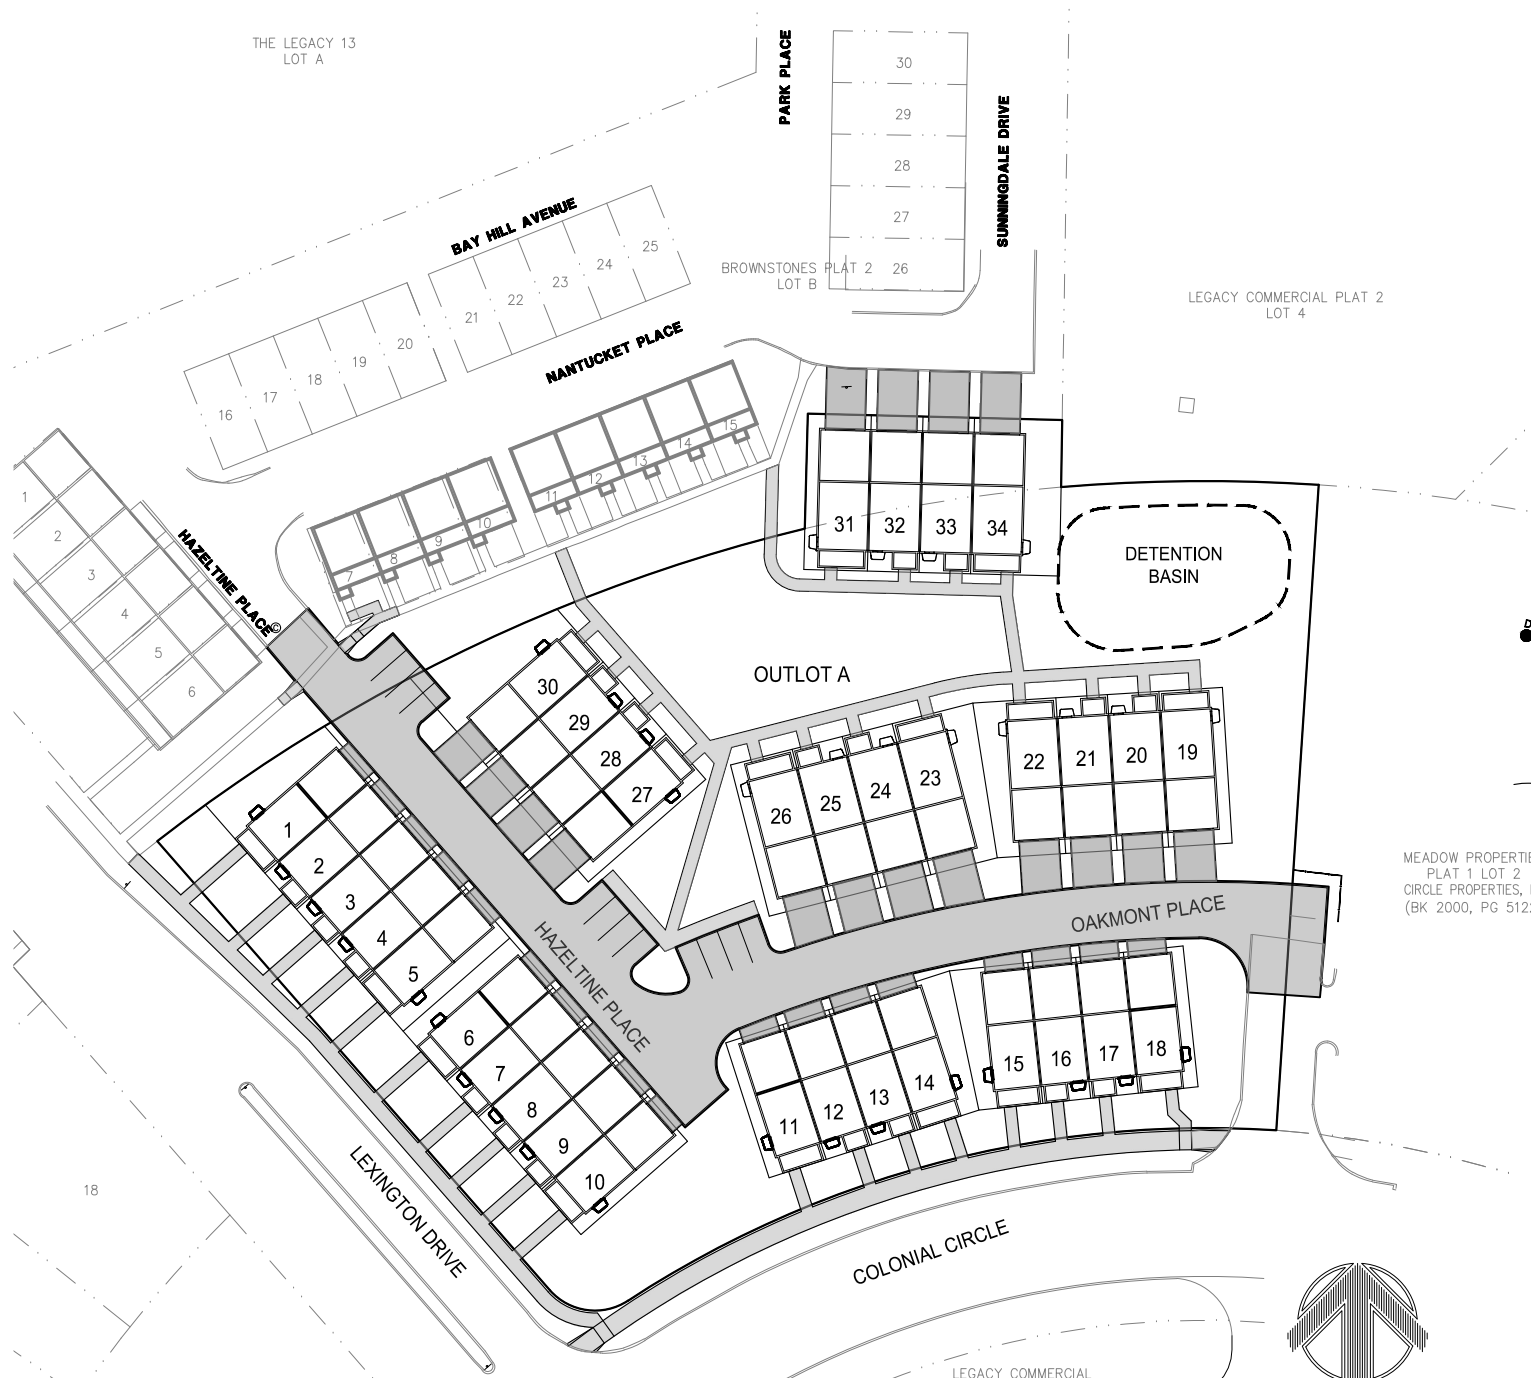 THE LEGACY 13
LOT A
PARK PLACE
SUNNINGDALE DRIVE
30
29
28
27
26
BAY HILL AVENUE
25
24
23
22
21
20
19
18
17
16
BROWNSTONES PLAT 2
LOT B
LEGACY COMMERCIAL PLAT 2
LOT 4
NANTUCKET PLACE
15
14
13
12
11
10
9
8
7
1
2
3
4
5
6
HAZELTINE PLACE
©
31
32
33
34
DETENTION
BASIN
OUTLOT A
30
29
28
27
26
25
24
23
22
21
20
19
MEADOW PROPERTIE
PLAT 1 LOT 2
CIRCLE PROPERTIES,
(BK 2000, PG 512
1
2
3
4
5
HAZELTINE PLACE
OAKMONT PLACE
6
7
8
9
10
11
12
13
14
15
16
17
18
18
LEXINGTON DRIVE
COLONIAL CIRCLE
LEGACY COMMERCIAL